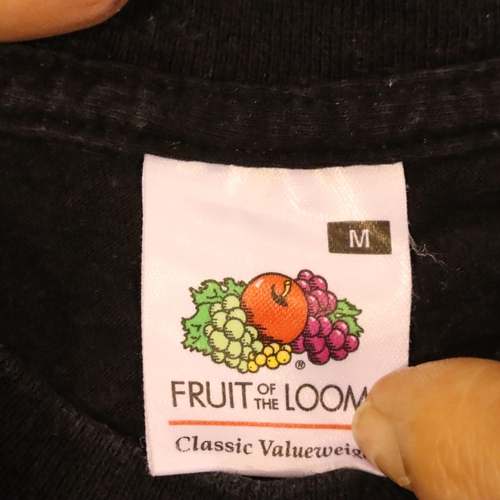 M
FRUIT OF THE LOOM
®
Classic Valueweig